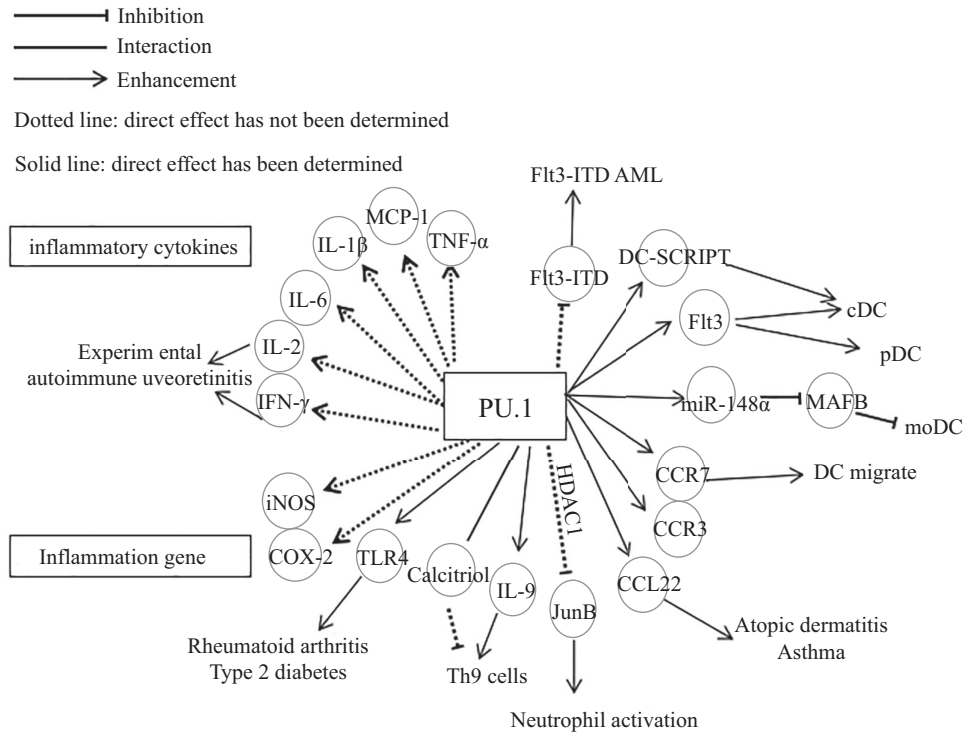 Inhibition
Interaction
Enhancement
Dotted line: direct effect has not been determined
Solid line: direct effect has been determined
Flt3-ITD AML
MCP-1
IL-1β
TNF-α
inflammatory cytokines
DC-SCRIPT
Flt3-ITD
IL-6
cDC
Flt3
IL-2
pDC
Experim ental
autoimmune uveoretinitis
IFN-γ
PU.1
miR-148α
MAFB
moDC
HDAC1
CCR7
DC migrate
iNOS
CCR3
Inflammation gene
COX-2
TLR4
Calcitriol
IL-9
CCL22
JunB
Atopic dermatitis
Asthma
Rheumatoid arthritis
Type 2 diabetes
Th9 cells
Neutrophil activation